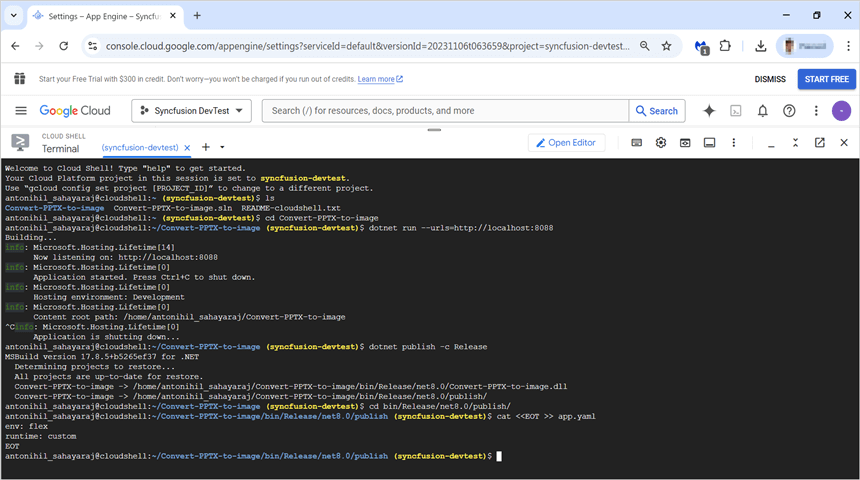 Settings – App Engine – Syncfus
console.cloud.google.com/appengine/settings?serviceId=default&versionId=20231106t063659&project=syncfusion-devtest...
1
Start your Free Trial with $300 in credit. Don't worry—you won't be charged if you run out of credits. Learn more
DISMISS
START FREE
Google Cloud
Syncfusion DevTest
Search (/) for resources, docs, products, and more
Search
CLOUD SHELL
Terminal
(syncfusion-devtest)
Open Editor
Welcome to Cloud Shell! Type "help" to get started.
Your Cloud Platform project in this session is set to syncfusion-devtest.
Use "gcloud config set project [PROJECT_ID]" to change to a different project.
antonihil_sahayaraj@cloudshell:~ (syncfusion-devtest)$ ls
Convert-PPTX-to-image  Convert-PPTX-to-image.sln  README-cloudshell.txt
antonihil_sahayaraj@cloudshell:~ (syncfusion-devtest)$ cd Convert-PPTX-to-image
antonihil_sahayaraj@cloudshell:~/Convert-PPTX-to-image (syncfusion-devtest)$ dotnet run --urls=http://localhost:8088
Building...
info: Microsoft.Hosting.Lifetime[14]
Now listening on: http://localhost:8088
info: Microsoft.Hosting.Lifetime[0]
Application started. Press Ctrl+C to shut down.
info: Microsoft.Hosting.Lifetime[0]
Hosting environment: Development
info: Microsoft.Hosting.Lifetime[0]
Content root path: /home/antonihil_sahayaraj/Convert-PPTX-to-image
^Cinfo: Microsoft.Hosting.Lifetime[0]
Application is shutting down...
antonihil_sahayaraj@cloudshell:~/Convert-PPTX-to-image (syncfusion-devtest)$ dotnet publish -c Release
MSBuild version 17.8.5+b5265ef37 for .NET
Determining projects to restore...
All projects are up-to-date for restore.
Convert-PPTX-to-image -> /home/antonihil_sahayaraj/Convert-PPTX-to-image/bin/Release/net8.0/Convert-PPTX-to-image.dll
Convert-PPTX-to-image -> /home/antonihil_sahayaraj/Convert-PPTX-to-image/bin/Release/net8.0/publish/
antonihil_sahayaraj@cloudshell:~/Convert-PPTX-to-image (syncfusion-devtest)$ cd bin/Release/net8.0/publish/
antonihil_sahayaraj@cloudshell:~/Convert-PPTX-to-image/bin/Release/net8.0/publish (syncfusion-devtest)$ cat <<EOT >> app.yaml
env: flex
runtime: custom
EOT
antonihil_sahayaraj@cloudshell:~/Convert-PPTX-to-image/bin/Release/net8.0/publish (syncfusion-devtest)$